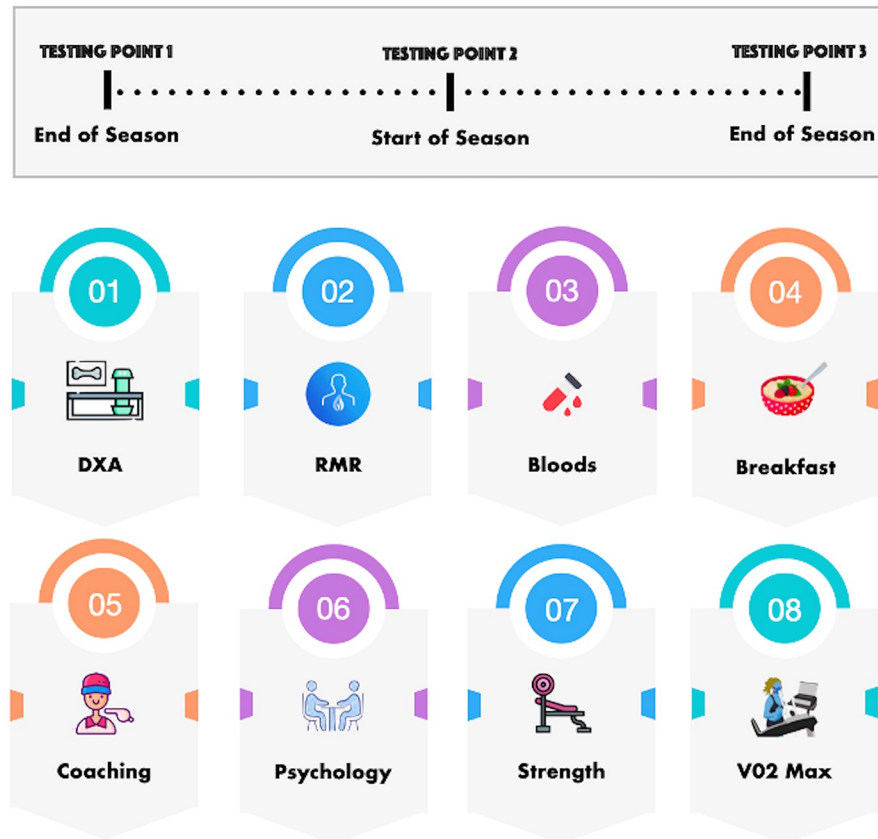 TESTING POINT 1 TESTING POINT 2 TESTING POINT 3
End of Season Start of Season End of Season
01 02 03 04
DXA RMR Bloods Breakfast
05 06 07 08
Coaching Psychology Strength V02 Max